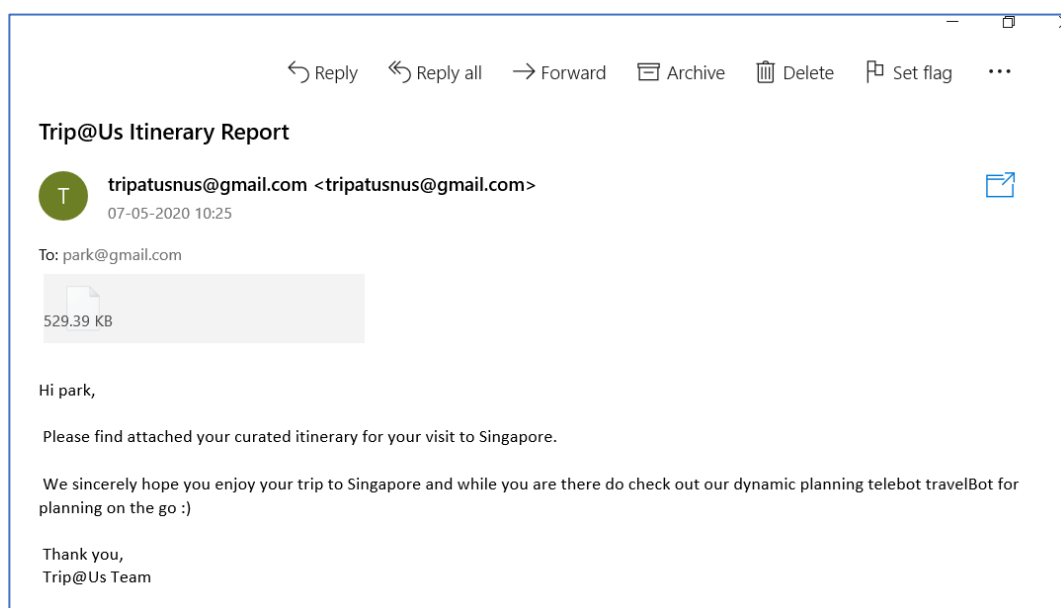 Reply Reply all Forward Archive Delete Set flag
Trip@Us Itinerary Report
T
tripatusnus@gmail.com <tripatusnus@gmail.com>
07-05-2020 10:25
To: park@gmail.com
529.39 KB
Hi park,
Please find attached your curated itinerary for your visit to Singapore.
We sincerely hope you enjoy your trip to Singapore and while you are there do check out our dynamic planning telebot travelBot for
planning on the go :)
Thank you,
Trip@Us Team